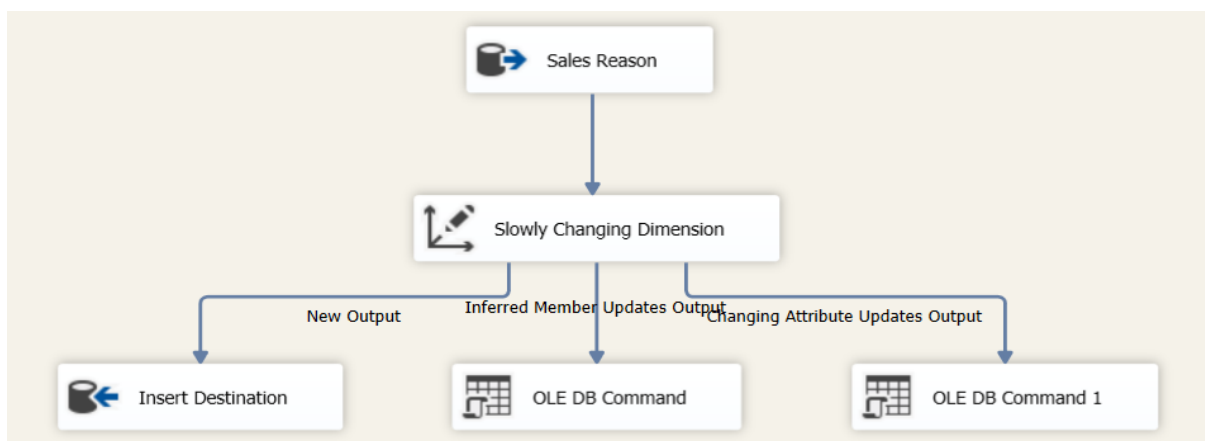 Sales Reason
Slowly Changing Dimension
New Output
Inferred Member Updates Output
Changing Attribute Updates Output
Insert Destination
OLE DB Command
OLE DB Command 1